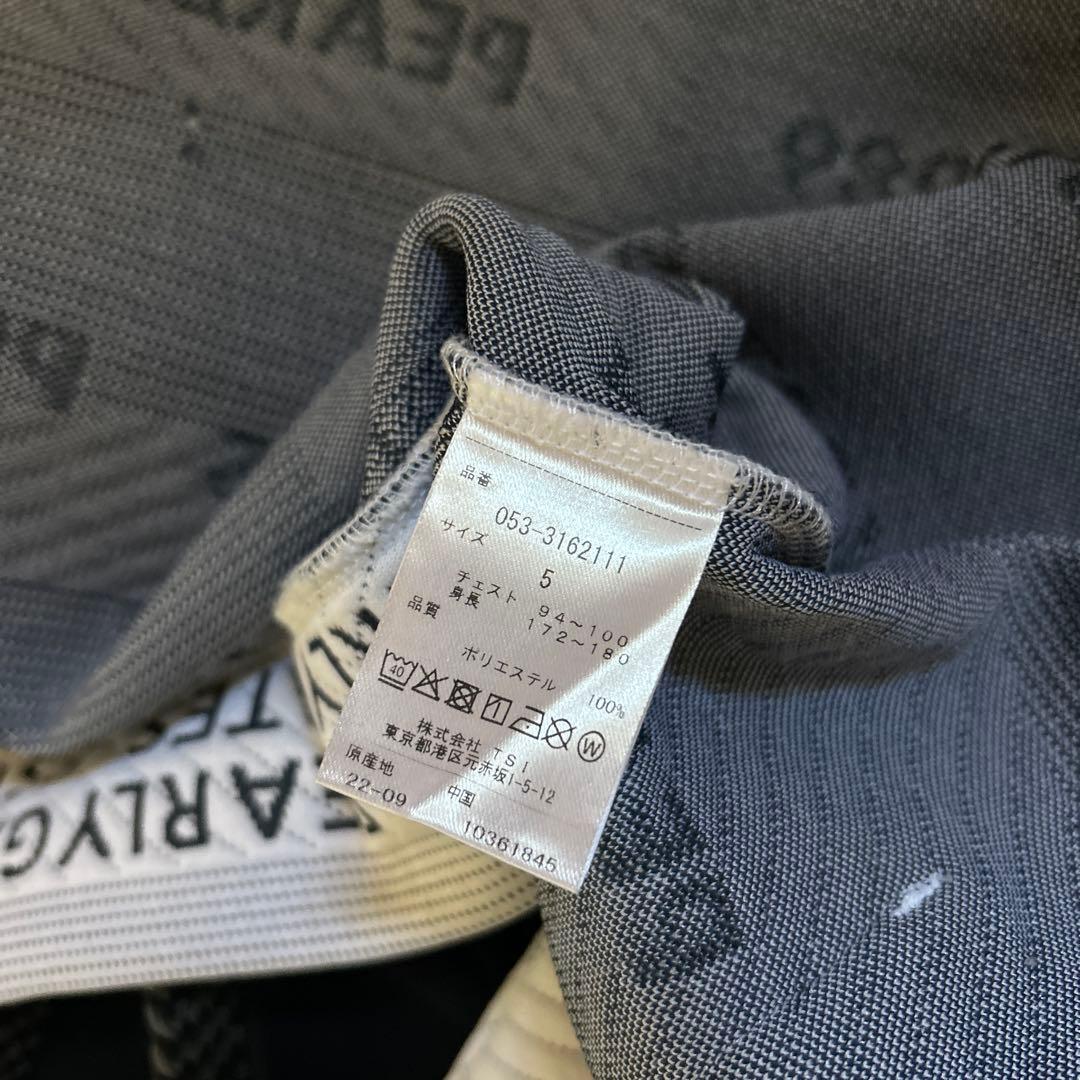 品番
053-3162111
サイズ
5
チェスト 94～100
身長 172～180
品質
ポリエステル 100%
40
W
株式会社 TSI
東京都港区元赤坂1-5-12
原産地 中国
22-09
10361845
EARLYG